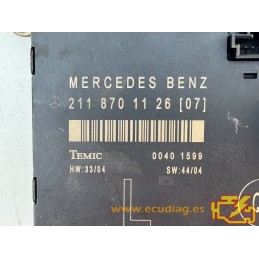 MERCEDES BENZ
211 870 11 26 [07]
TEMIC 0040 1599
HW:33/04 SW:44/04
L
www.ecudiag.es